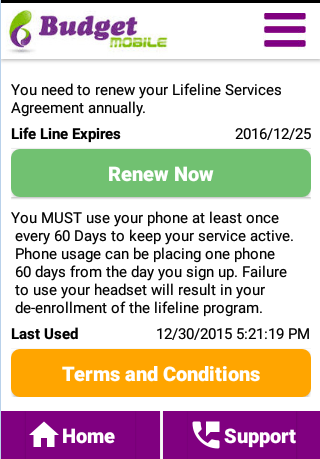 Budget
MOBILE
You need to renew your Lifeline Services
Agreement annually.
Life Line Expires 2016/12/25
Renew Now
You MUST use your phone at least once
every 60 Days to keep your service active.
Phone usage can be placing one phone
60 days from the day you sign up. Failure
to use your headset will result in your
de-enrollment of the lifeline program.
Last Used 12/30/2015 5:21:19 PM
Terms and Conditions
Home Support